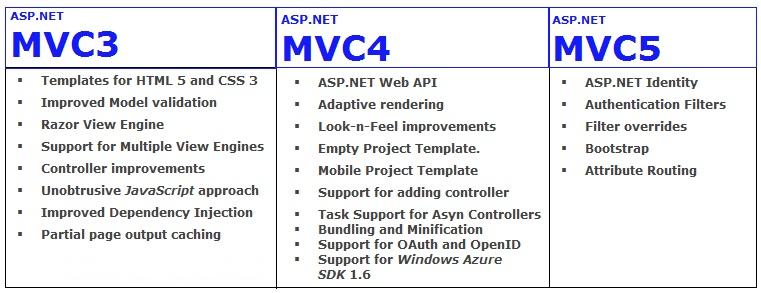 ASP.NET
MVC3
▪ Templates for HTML 5 and CSS 3
▪ Improved Model validation
▪ Razor View Engine
▪ Support for Multiple View Engines
▪ Controller improvements
▪ Unobtrusive JavaScript approach
▪ Improved Dependency Injection
▪ Partial page output caching
ASP.NET
MVC4
▪ ASP.NET Web API
▪ Adaptive rendering
▪ Look-n-Feel improvements
▪ Empty Project Template.
▪ Mobile Project Template
▪ Support for adding controller
▪ Task Support for Asyn Controllers
▪ Bundling and Minification
▪ Support for OAuth and OpenID
▪ Support for Windows Azure
SDK 1.6
ASP.NET
MVC5
▪ ASP.NET Identity
▪ Authentication Filters
▪ Filter overrides
▪ Bootstrap
▪ Attribute Routing